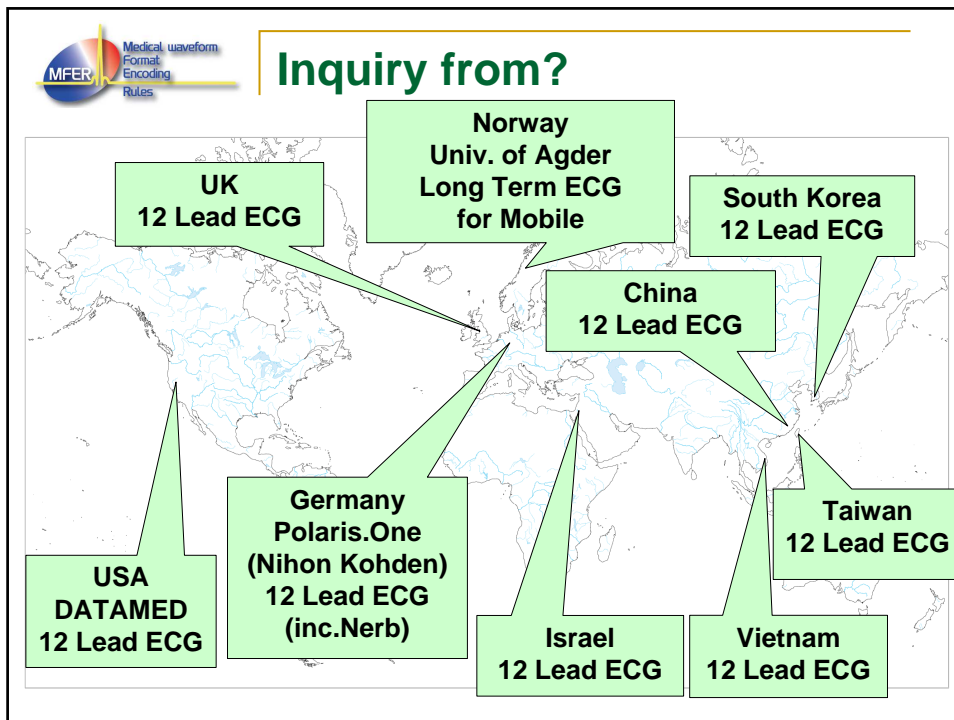 MFER
Medical waveform
Format
Encoding
Rules
Inquiry from?
Norway
Univ. of Agder
Long Term ECG
for Mobile
UK
12 Lead ECG
South Korea
12 Lead ECG
China
12 Lead ECG
Germany
Polaris.One
(Nihon Kohden)
12 Lead ECG
(inc.Nerb)
Taiwan
12 Lead ECG
USA
DATAMED
12 Lead ECG
Israel
12 Lead ECG
Vietnam
12 Lead ECG